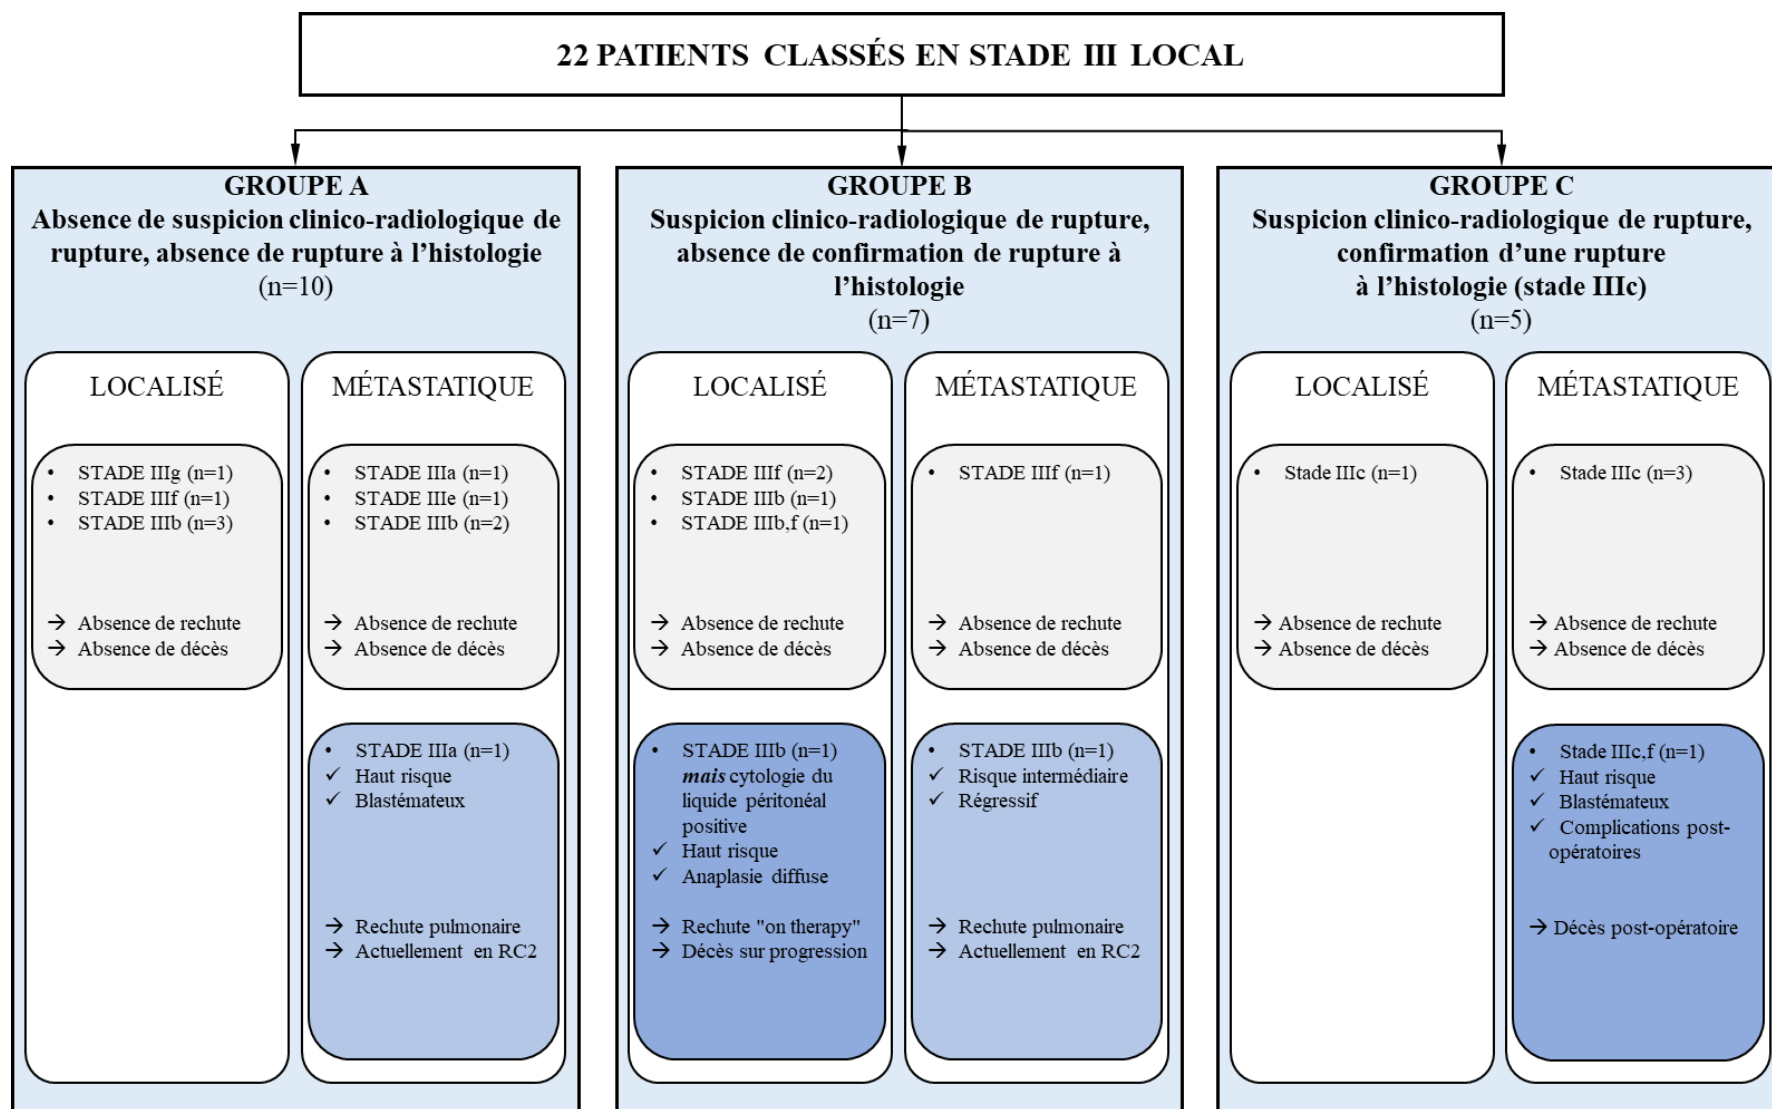 22 PATIENTS CLASSÉS EN STADE III LOCAL
GROUPE A
Absence de suspicion clinico-radiologique de
rupture, absence de rupture à l’histologie
(n=10)
LOCALISÉ
• STADE IIIg (n=1)
• STADE IIIf (n=1)
• STADE IIIb (n=3)
→ Absence de rechute
→ Absence de décès
MÉTASTATIQUE
• STADE IIIa (n=1)
• STADE IIIe (n=1)
• STADE IIIb (n=2)
→ Absence de rechute
→ Absence de décès
• STADE IIIa (n=1)
✓ Haut risque
✓ Blastémateux
→ Rechute pulmonaire
→ Actuellement en RC2
GROUPE B
Suspicion clinico-radiologique de rupture,
absence de confirmation de rupture à
l’histologie
(n=7)
LOCALISÉ
• STADE IIIf (n=2)
• STADE IIIb (n=1)
• STADE IIIb,f (n=1)
→ Absence de rechute
→ Absence de décès
• STADE IIIb (n=1)
mais cytologie du
liquide péritonéal
positive
✓ Haut risque
✓ Anaplasie diffuse
→ Rechute "on therapy"
→ Décès sur progression
MÉTASTATIQUE
• STADE IIIf (n=1)
→ Absence de rechute
→ Absence de décès
• STADE IIIb (n=1)
✓ Risque intermédiaire
✓ Régressif
→ Rechute pulmonaire
→ Actuellement en RC2
GROUPE C
Suspicion clinico-radiologique de rupture,
confirmation d’une rupture
à l’histologie (stade IIIc)
(n=5)
LOCALISÉ
• Stade IIIc (n=1)
→ Absence de rechute
→ Absence de décès
MÉTASTATIQUE
• Stade IIIc (n=3)
→ Absence de rechute
→ Absence de décès
• Stade IIIc,f (n=1)
✓ Haut risque
✓ Blastémateux
✓ Complications post-
opératoires
→ Décès post-opératoire